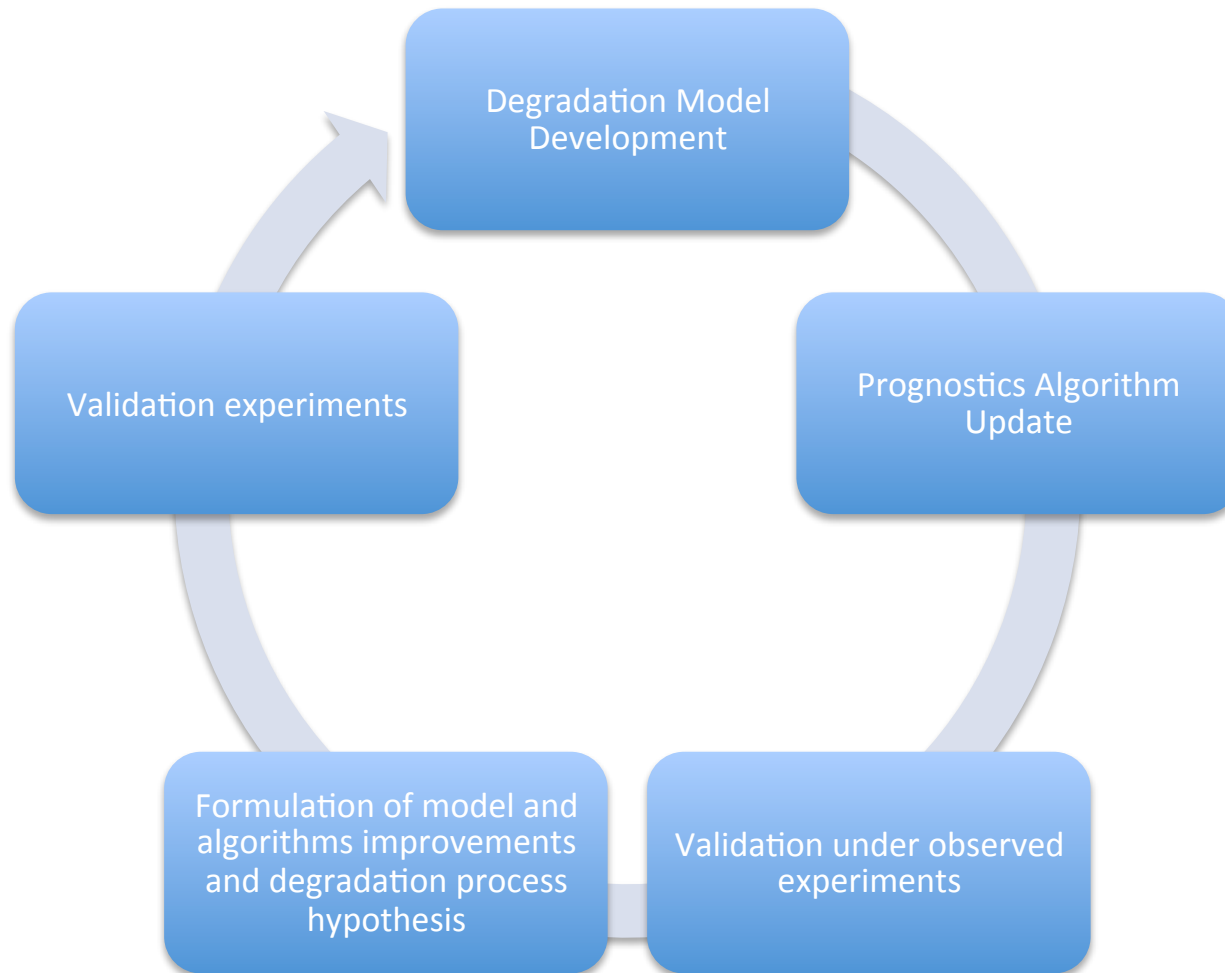 Degradation Model
Development
Prognostics Algorithm
Update
Validation under observed
experiments
Formulation of model and
algorithms improvements
and degradation process
hypothesis
Validation experiments